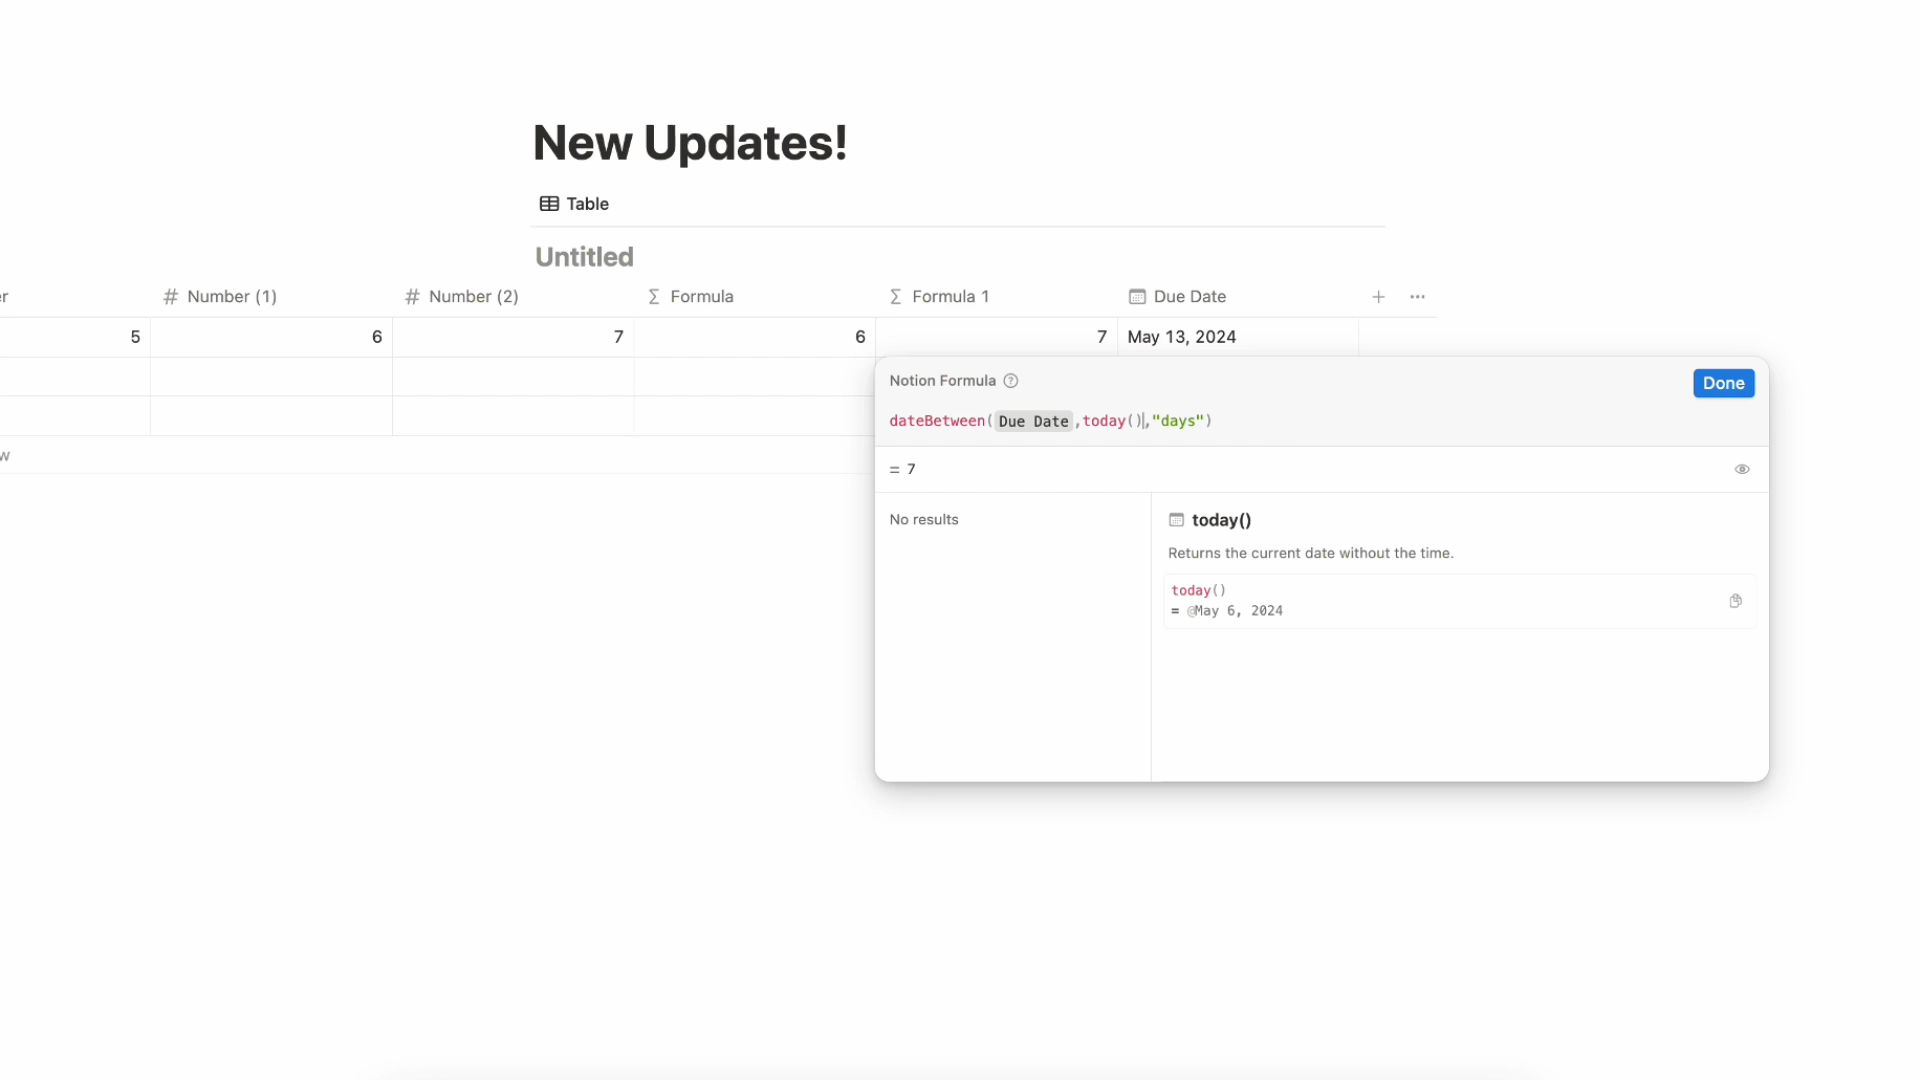 New Updates!
Table
Untitled
er
# Number (1)
# Number (2)
Σ Formula
Σ Formula 1
Due Date
+ ···
5
6
7
6
7
May 13, 2024
w
Notion Formula ?
Done
dateBetween(Due Date,today(),"days")
= 7
No results
today()
Returns the current date without the time.
today()
= @May 6, 2024